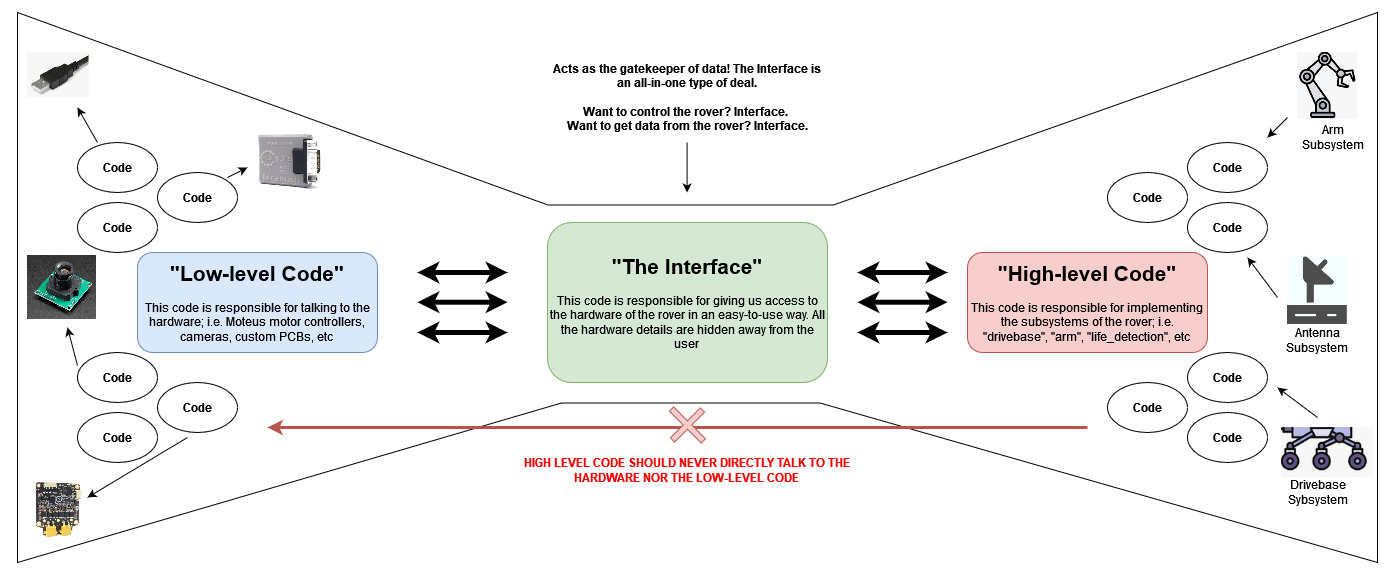 Acts as the gatekeeper of data! The Interface is
an all-in-one type of deal.
Want to control the rover? Interface.
Want to get data from the rover? Interface.
Code
Code
Code
"Low-level Code"
This code is responsible for talking to the
hardware; i.e. Moteus motor controllers,
cameras, custom PCBs, etc
Code
Code
Code
"The Interface"
This code is responsible for giving us access to
the hardware of the rover in an easy-to-use way. All
the hardware details are hidden away from the
user
Arm
Subsystem
Code
Code
Code
"High-level Code"
This code is responsible for implementing
the subsystems of the rover; i.e.
"drivebase", "arm", "life_detection", etc
Antenna
Subsystem
Code
Code
Code
Drivebase
Sybsystem
HIGH LEVEL CODE SHOULD NEVER DIRECTLY TALK TO THE
HARDWARE NOR THE LOW-LEVEL CODE